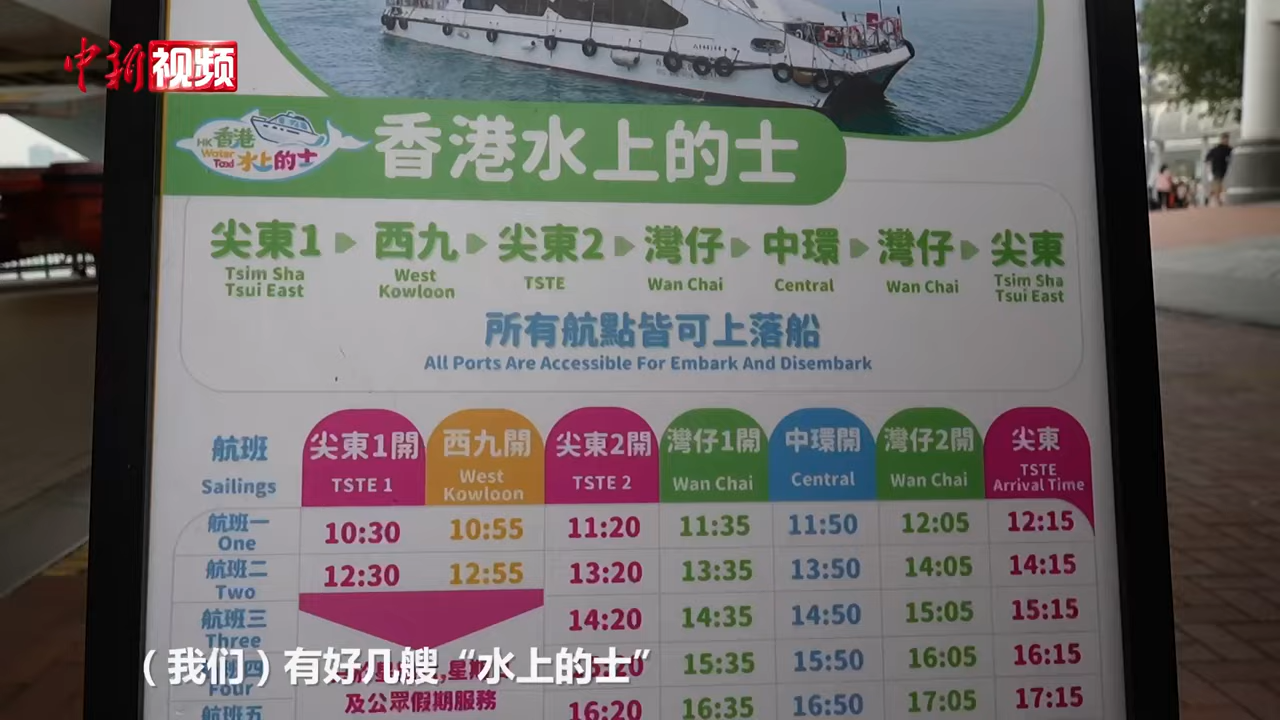 中新视频
HK 香港
Water 水上的士
Taxi
香港水上的士
尖東1 西九 尖東2 灣仔 中環 灣仔 尖東
Tsim Sha Tsui East West Kowloon TSTE Wan Chai Central Wan Chai Tsim Sha Tsui East
所有航點皆可上落船
All Ports Are Accessible For Embark And Disembark
航班 尖東1開 西九開 尖東2開 灣仔1開 中環開 灣仔2開 尖東
Sailings TSTE 1 West Kowloon TSTE 2 Wan Chai Central Wan Chai TSTE Arrival Time
航班一 One 10:30 10:55 11:20 11:35 11:50 12:05 12:15
航班二 Two 12:30 12:55 13:20 13:35 13:50 14:05 14:15
航班三 Three 14:20 14:35 14:50 15:05 15:15
Four 15:35 15:50 16:05 16:15
及公眾假期服務
航班五 16:20 16:35 16:50 17:05 17:15
（我们）有好几艘“水上的士”